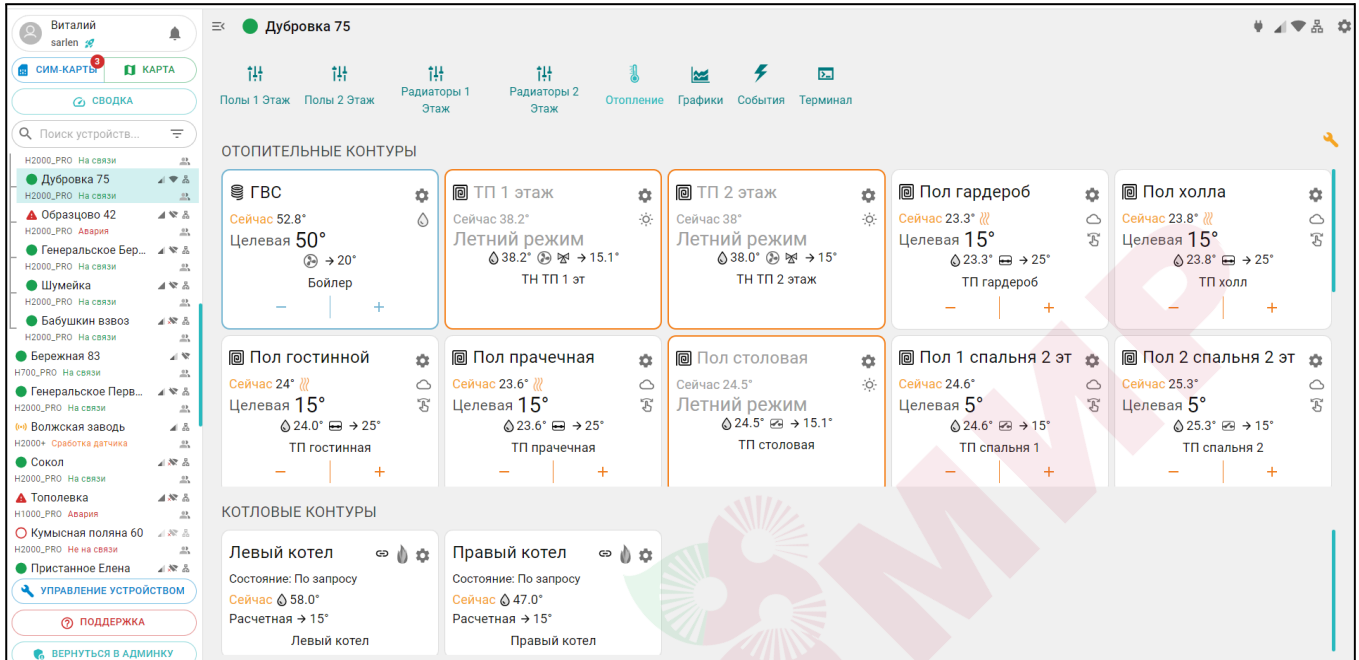 Виталий
sarlen
3
СИМ-КАРТЫ
КАРТА
СВОДКА
Поиск устройств...
H2000_PRO На связи
Дубровка 75
H2000_PRO На связи
Образцово 42
H2000_PRO Авария
Генеральское Бер...
H2000_PRO На связи
Шумейка
H2000_PRO На связи
Бабушкин взвоз
H2000_PRO На связи
Бережная 83
H700_PRO На связи
Генеральское Перв...
H2000_PRO На связи
Волжская заводь
H2000+ Сработка датчика
Сокол
H2000_PRO На связи
Тополевка
H1000_PRO Авария
Кумысная поляна 60
H2000_PRO Не на связи
Пристанное Елена
УПРАВЛЕНИЕ УСТРОЙСТВОМ
ПОДДЕРЖКА
ВЕРНУТЬСЯ В АДМИНКУ
Дубровка 75
Полы 1 Этаж
Полы 2 Этаж
Радиаторы 1
Этаж
Радиаторы 2
Этаж
Отопление
Графики
События
Терминал
ОТОПИТЕЛЬНЫЕ КОНТУРЫ
ГВС
Сейчас 52.8°
Целевая 50°
→ 20°
Бойлер
− +
ТП 1 этаж
Сейчас 38.2°
Летний режим
38.2° → 15.1°
ТН ТП 1 эт
ТП 2 этаж
Сейчас 38°
Летний режим
38.0° → 15°
ТН ТП 2 этаж
Пол гардероб
Сейчас 23.3°
Целевая 15°
23.3° → 25°
ТП гардероб
− +
Пол холла
Сейчас 23.8°
Целевая 15°
23.8° → 25°
ТП холл
− +
Пол гостинной
Сейчас 24°
Целевая 15°
24.0° → 25°
ТП гостинная
− +
Пол прачечная
Сейчас 23.6°
Целевая 15°
23.6° → 25°
ТП прачечная
− +
Пол столовая
Сейчас 24.5°
Летний режим
24.5° → 15.1°
ТП столовая
Пол 1 спальня 2 эт
Сейчас 24.6°
Целевая 5°
24.6° → 15°
ТП спальня 1
− +
Пол 2 спальня 2 эт
Сейчас 25.3°
Целевая 5°
25.3° → 15°
ТП спальня 2
− +
КОТЛОВЫЕ КОНТУРЫ
Левый котел
Состояние: По запросу
Сейчас 58.0°
Расчетная → 15°
Левый котел
Правый котел
Состояние: По запросу
Сейчас 47.0°
Расчетная → 15°
Правый котел
МИР